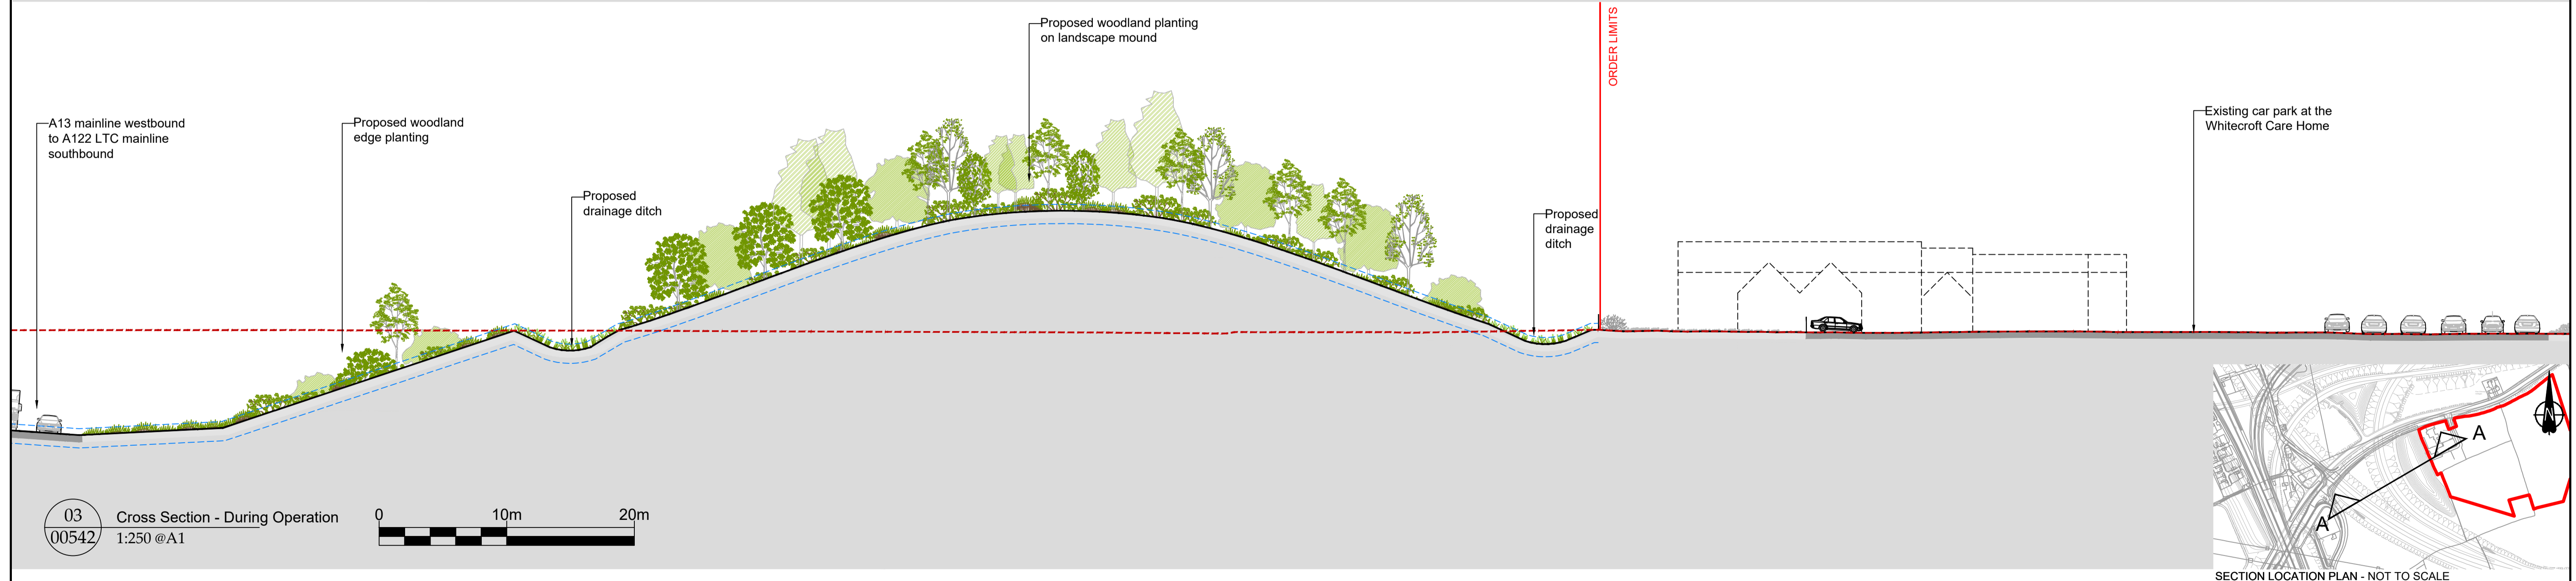 Proposed woodland planting
on landscape mound
ORDER LIMITS
A13 mainline westbound
to A122 LTC mainline
southbound
Proposed woodland
edge planting
Existing car park at the
Whitecroft Care Home
Proposed
drainage ditch
Proposed
drainage
ditch
N
A
A
03
00542
Cross Section - During Operation
1:250 @A1
0 10m 20m
SECTION LOCATION PLAN - NOT TO SCALE